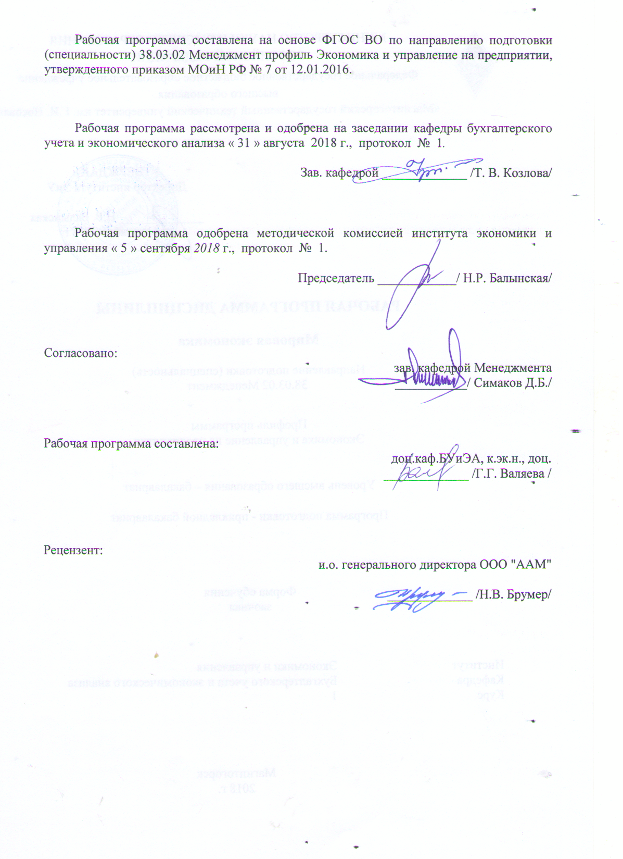 Рабочая программа составлена на основе ФГОС ВО по направлению подготовки
(специальности) 38.03.02 Менеджмент профиль Экономика и управление на предприятии,
утвержденного приказом МОиН РФ № 7 от 12.01.2016.
Рабочая программа рассмотрена и одобрена на заседании кафедры бухгалтерского
учета и экономического анализа « 31 » августа 2018 г., протокол № 1.
Зав. кафедрой /Т. В. Козлова/
Рабочая программа одобрена методической комиссией института экономики и
управления « 5 » сентября 2018 г., протокол № 1.
Председатель / Н.Р. Балынская/
Согласовано:
зав. кафедрой Менеджмента
/ Симаков Д.Б./
Рабочая программа составлена:
доц.каф.БУиЭА, к.эк.н., доц.
/Г.Г. Валяева /
Рецензент:
и.о. генерального директора ООО "ААМ"
/Н.В. Брумер/